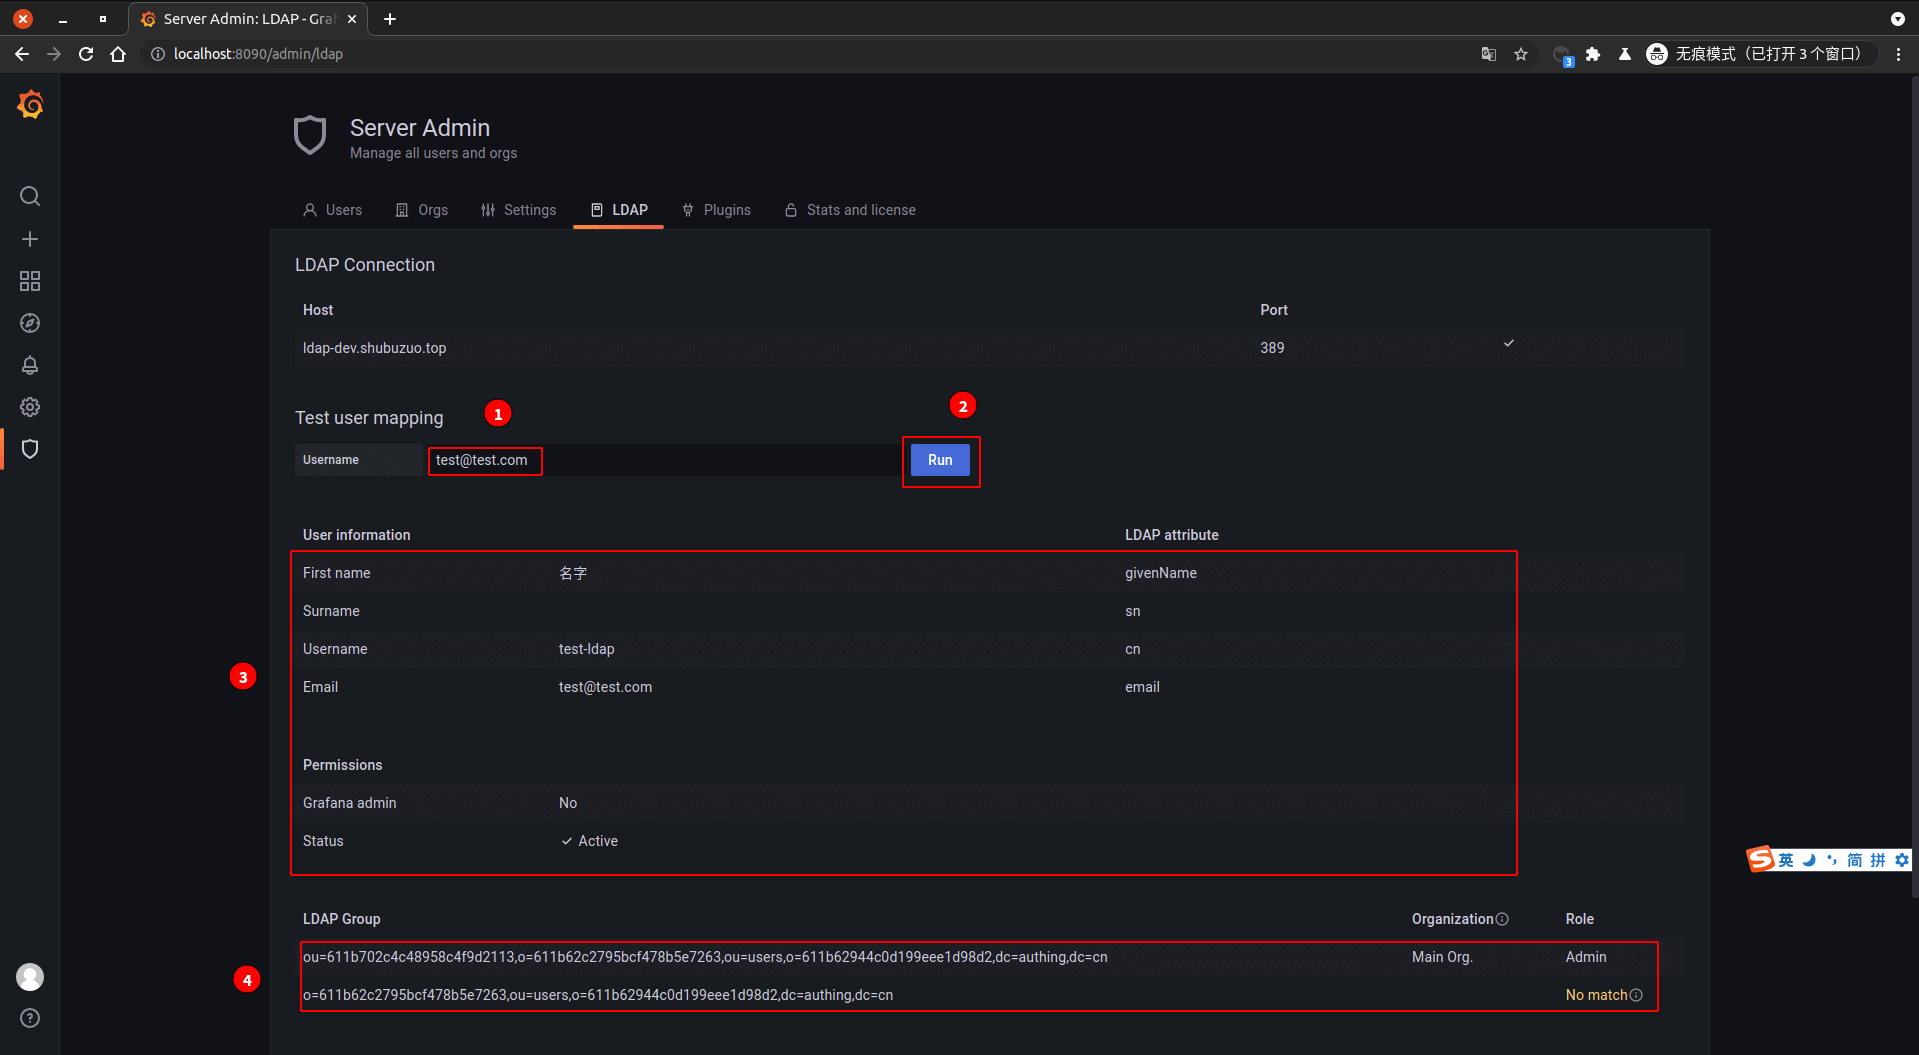 Server Admin: LDAP - Graf
localhost:8090/admin/ldap
3
无痕模式（已打开 3 个窗口）
Server Admin
Manage all users and orgs
Users
Orgs
Settings
LDAP
Plugins
Stats and license
LDAP Connection
Host
Port
ldap-dev.shubuzuo.top
389
Test user mapping
1
2
Username
test@test.com
Run
User information
LDAP attribute
First name
名字
givenName
Surname
sn
Username
test-ldap
cn
3
Email
test@test.com
email
Permissions
Grafana admin
No
Status
Active
英
简
拼
LDAP Group
Organization
Role
ou=611b702c4c48958c4f9d2113,o=611b62c2795bcf478b5e7263,ou=users,o=611b62944c0d199eee1d98d2,dc=authing,dc=cn
Main Org.
Admin
4
o=611b62c2795bcf478b5e7263,ou=users,o=611b62944c0d199eee1d98d2,dc=authing,dc=cn
No match